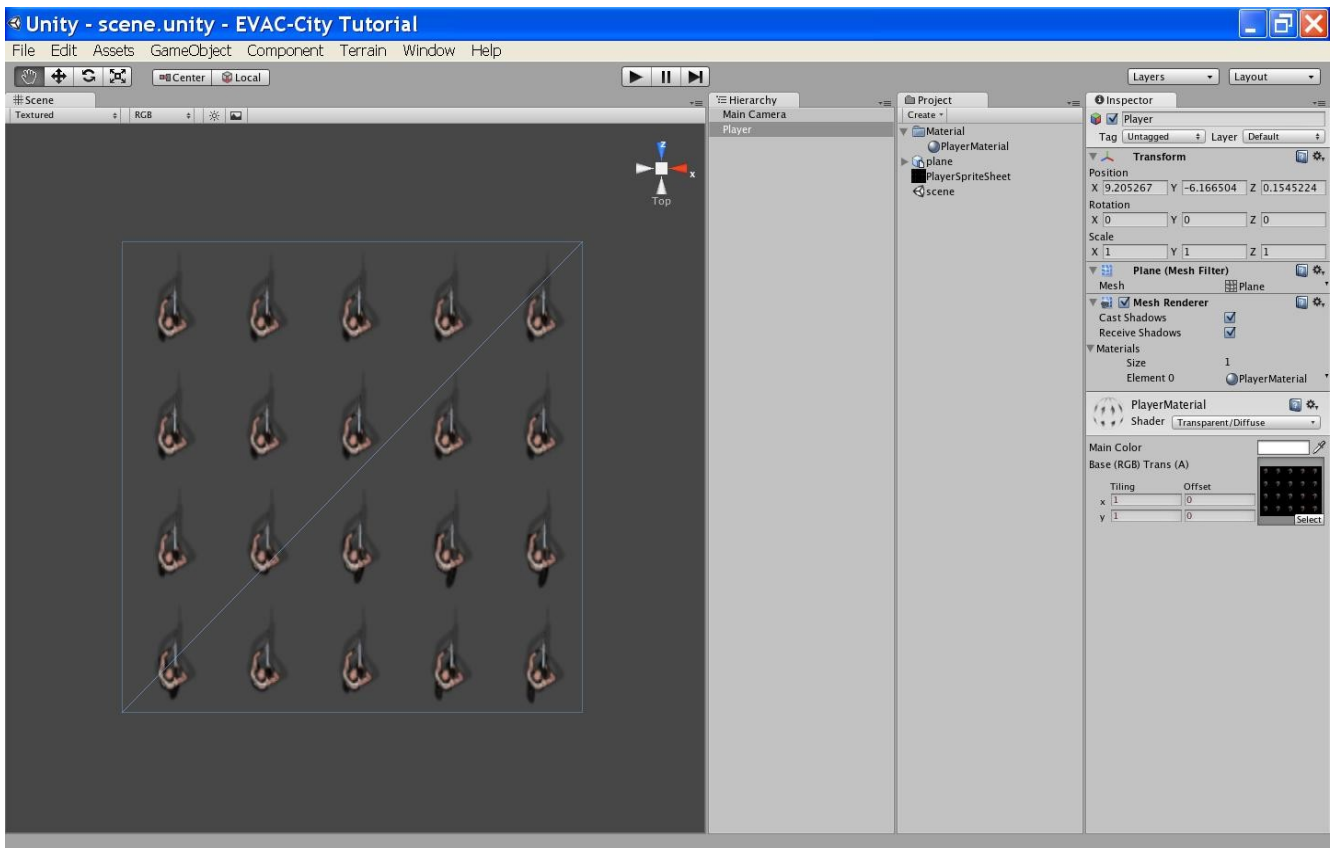 Unity - scene.unity - EVAC-City Tutorial
File Edit Assets GameObject Component Terrain Window Help
Center Local
Layers Layout
Scene
Textured RGB
z
x
Top
Hierarchy
Main Camera
Player
Project
Create
Material
PlayerMaterial
plane
PlayerSpriteSheet
scene
Inspector
Player
Tag Untagged Layer Default
Transform
Position
X 9.205267 Y -6.166504 Z 0.1545224
Rotation
X 0 Y 0 Z 0
Scale
X 1 Y 1 Z 1
Plane (Mesh Filter)
Mesh Plane
Mesh Renderer
Cast Shadows
Receive Shadows
Materials
Size 1
Element 0 PlayerMaterial
PlayerMaterial
Shader Transparent/Diffuse
Main Color
Base (RGB) Trans (A)
Tiling Offset
x 1 0
y 1 0
Select